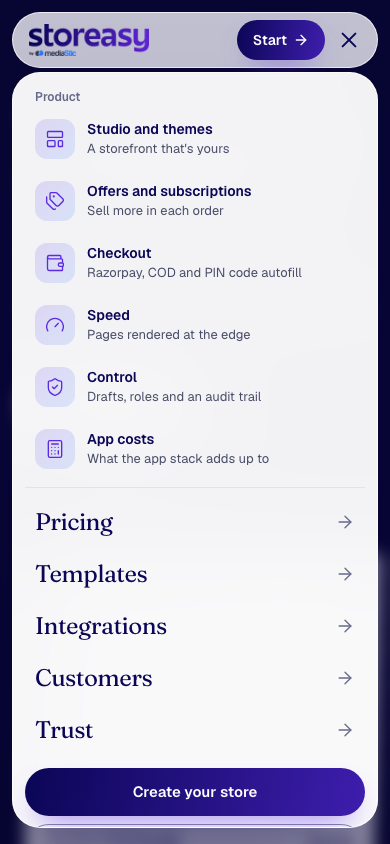 storeasy
by mediaStic
Start
Product
Studio and themes
A storefront that's yours
Offers and subscriptions
Sell more in each order
Checkout
Razorpay, COD and PIN code autofill
Speed
Pages rendered at the edge
Control
Drafts, roles and an audit trail
App costs
What the app stack adds up to
Pricing
Templates
Integrations
Customers
Trust
Create your store